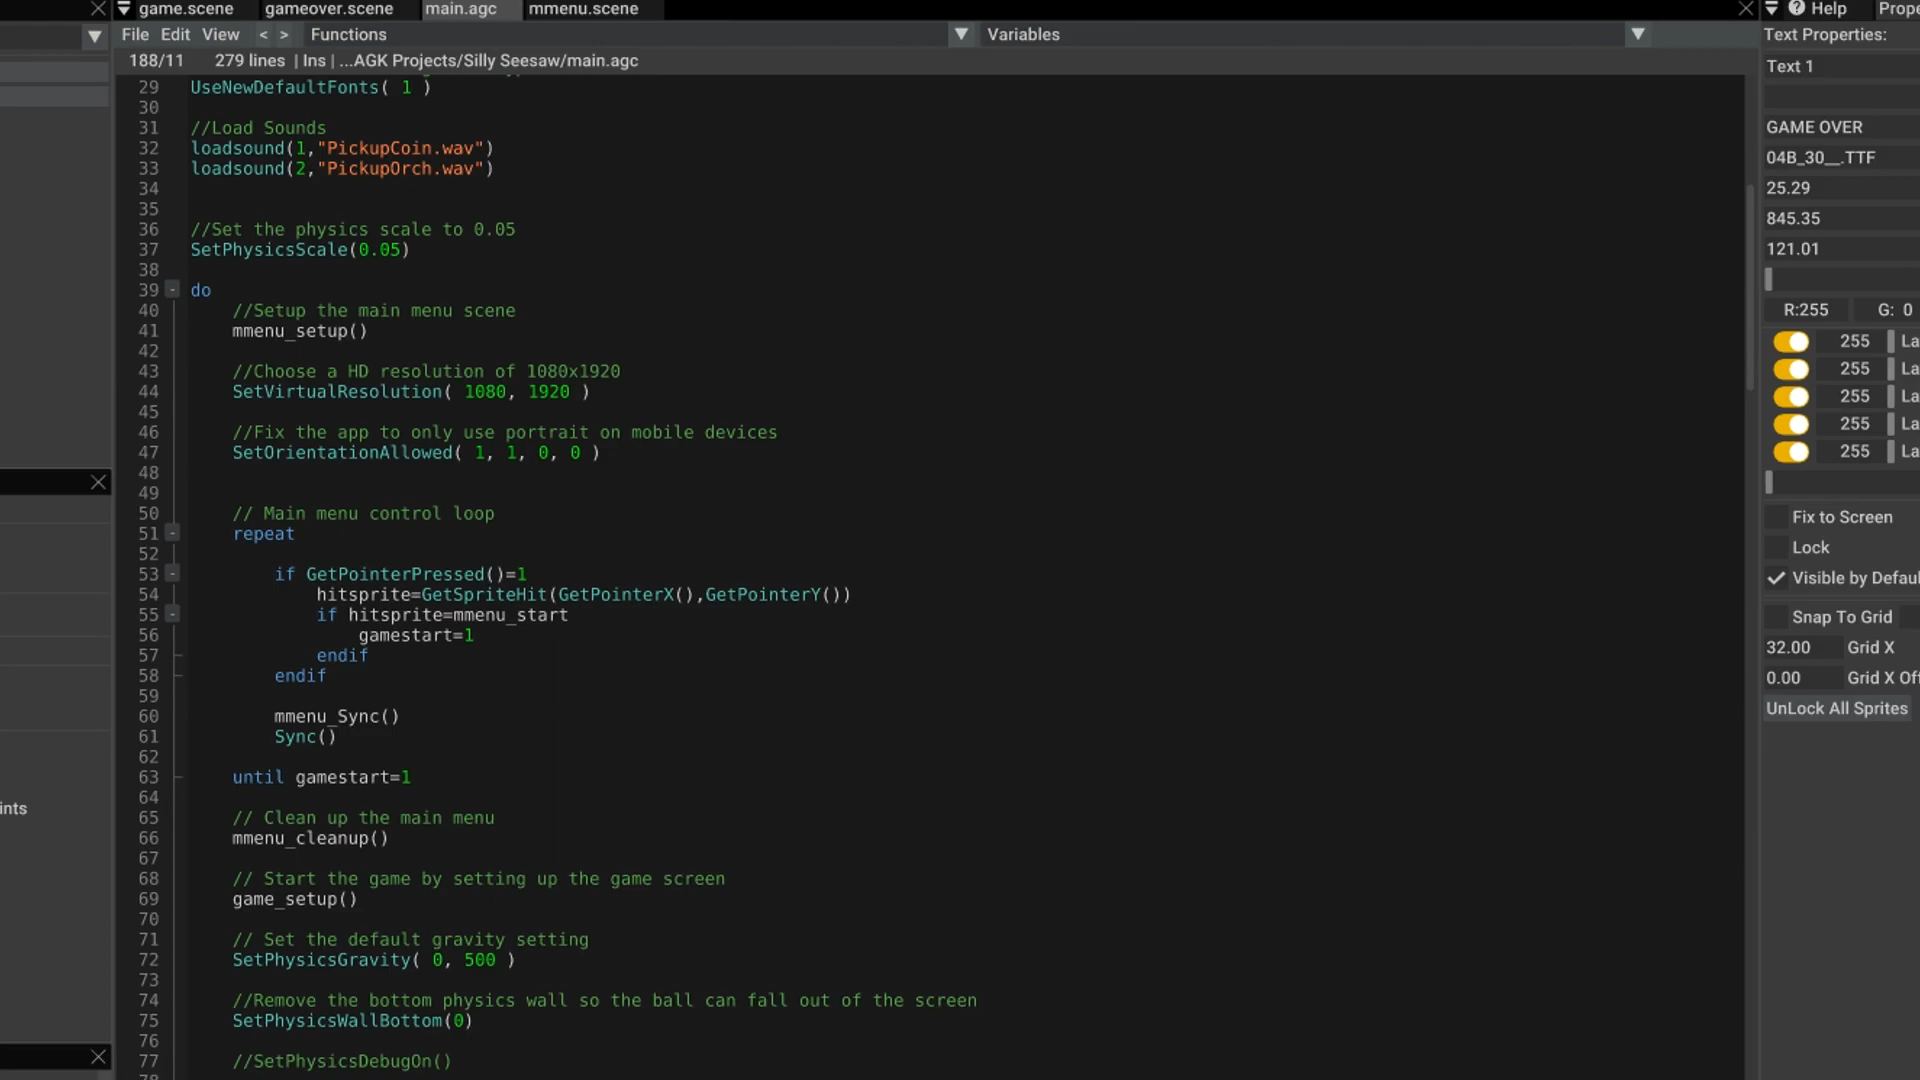 game.scene gameover.scene main.agc mmenu.scene Help
File Edit View < > Functions Variables Text Properties:
188/11 279 lines | Ins | ...AGK Projects/Silly Seesaw/main.agc
Text 1
29 UseNewDefaultFonts( 1 )
30
31 //Load Sounds
GAME OVER
32 loadsound(1,"PickupCoin.wav")
04B_30__.TTF
33 loadsound(2,"PickupOrch.wav")
34
25.29
35
845.35
36 //Set the physics scale to 0.05
37 SetPhysicsScale(0.05)
121.01
38
39 do
40 //Setup the main menu scene
R:255 G: 0
41 mmenu_setup()
255 La
42
43 //Choose a HD resolution of 1080x1920
255 La
44 SetVirtualResolution( 1080, 1920 )
255 La
45
46 //Fix the app to only use portrait on mobile devices
255 La
47 SetOrientationAllowed( 1, 1, 0, 0 )
255 La
48
49
50 // Main menu control loop
Fix to Screen
51 repeat
52
Lock
53 if GetPointerPressed()=1
Visible by Defaul
54 hitsprite=GetSpriteHit(GetPointerX(),GetPointerY())
55 if hitsprite=mmenu_start
Snap To Grid
56 gamestart=1
32.00 Grid X
57 endif
58 endif
0.00 Grid X Off
59
60 mmenu_Sync()
UnLock All Sprites
61 Sync()
62
63 until gamestart=1
64
ints
65 // Clean up the main menu
66 mmenu_cleanup()
67
68 // Start the game by setting up the game screen
69 game_setup()
70
71 // Set the default gravity setting
72 SetPhysicsGravity( 0, 500 )
73
74 //Remove the bottom physics wall so the ball can fall out of the screen
75 SetPhysicsWallBottom(0)
76
77 //SetPhysicsDebugOn()